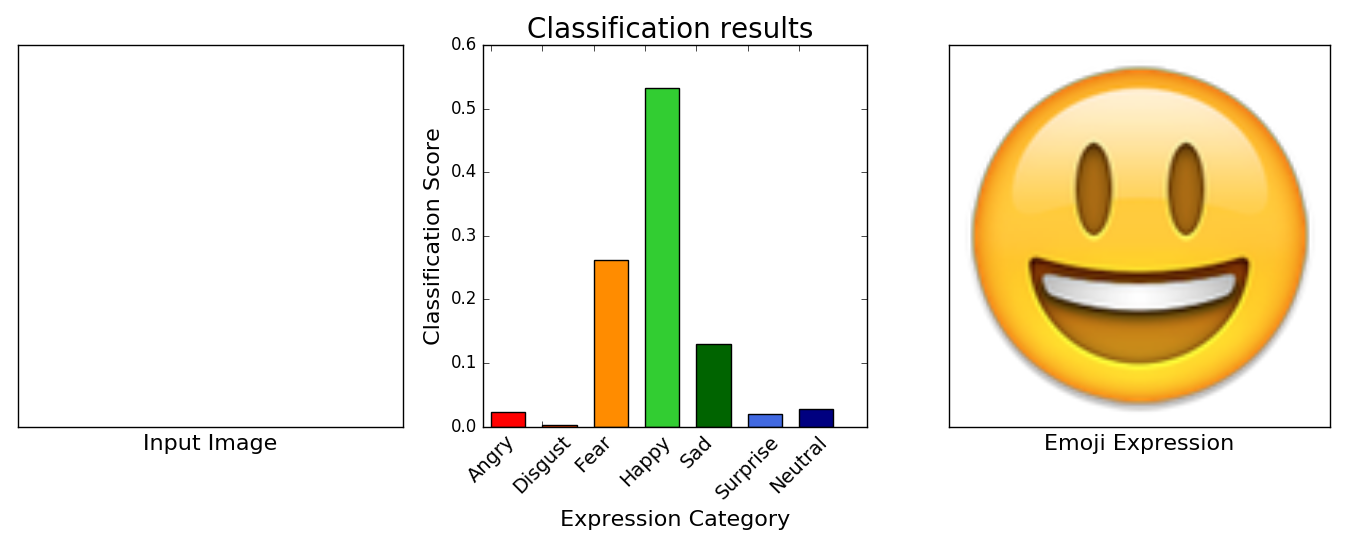 Classification results
0.6
0.5
0.4
0.3
0.2
0.1
0.0
Classification Score
Angry
Disgust
Fear
Happy
Sad
Surprise
Neutral
Expression Category
Input Image
Emoji Expression